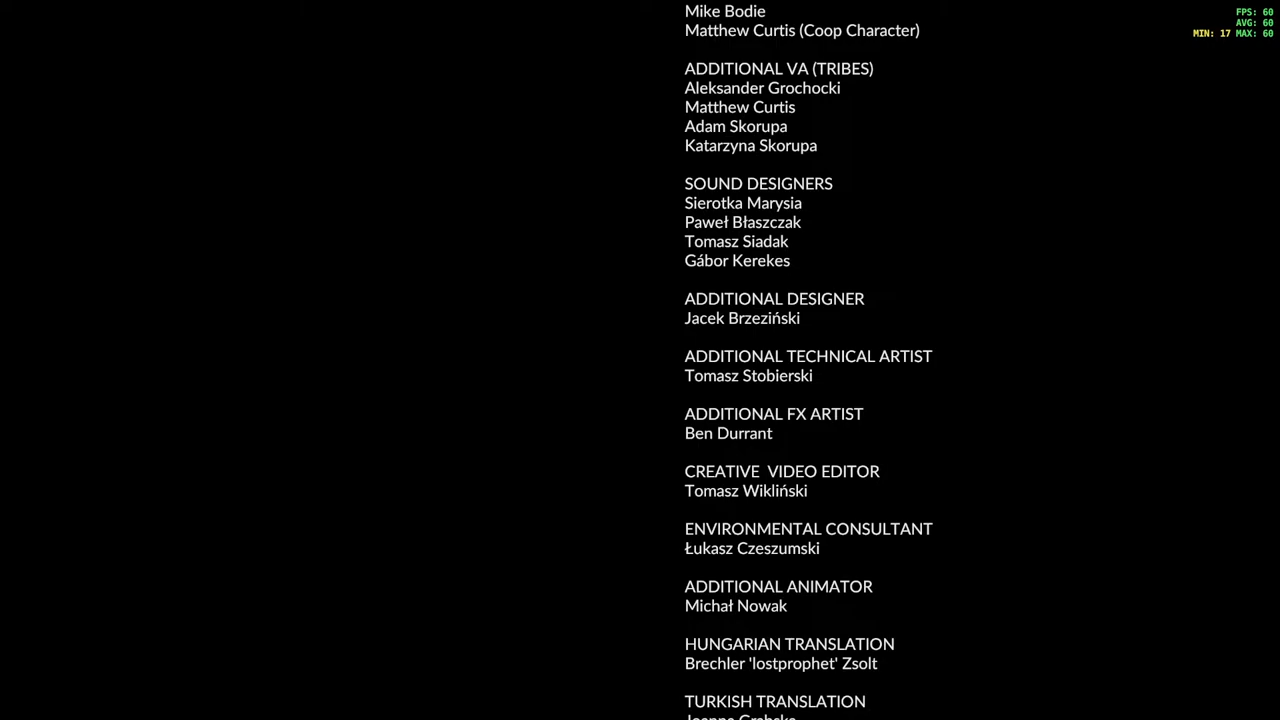 Mike Bodie
Matthew Curtis (Coop Character)
ADDITIONAL VA (TRIBES)
Aleksander Grochocki
Matthew Curtis
Adam Skorupa
Katarzyna Skorupa
SOUND DESIGNERS
Sierotka Marysia
Paweł Błaszczak
Tomasz Siadak
Gábor Kerekes
ADDITIONAL DESIGNER
Jacek Brzeziński
ADDITIONAL TECHNICAL ARTIST
Tomasz Stobierski
ADDITIONAL FX ARTIST
Ben Durrant
CREATIVE  VIDEO EDITOR
Tomasz Wikliński
ENVIRONMENTAL CONSULTANT
Łukasz Czeszumski
ADDITIONAL ANIMATOR
Michał Nowak
HUNGARIAN TRANSLATION
Brechler 'lostprophet' Zsolt
TURKISH TRANSLATION
FPS: 60
AVG: 60
MIN: 17 MAX: 60